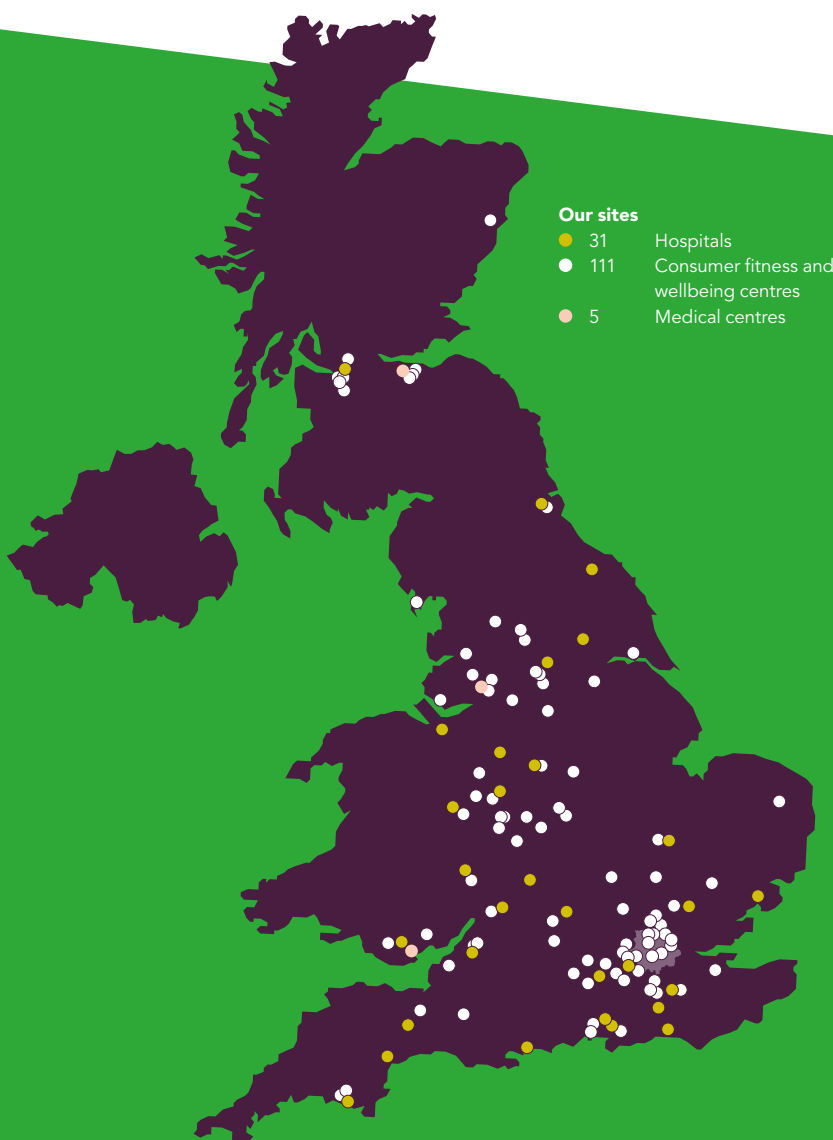 Our sites
31 Hospitals
111 Consumer fitness and
wellbeing centres
5 Medical centres